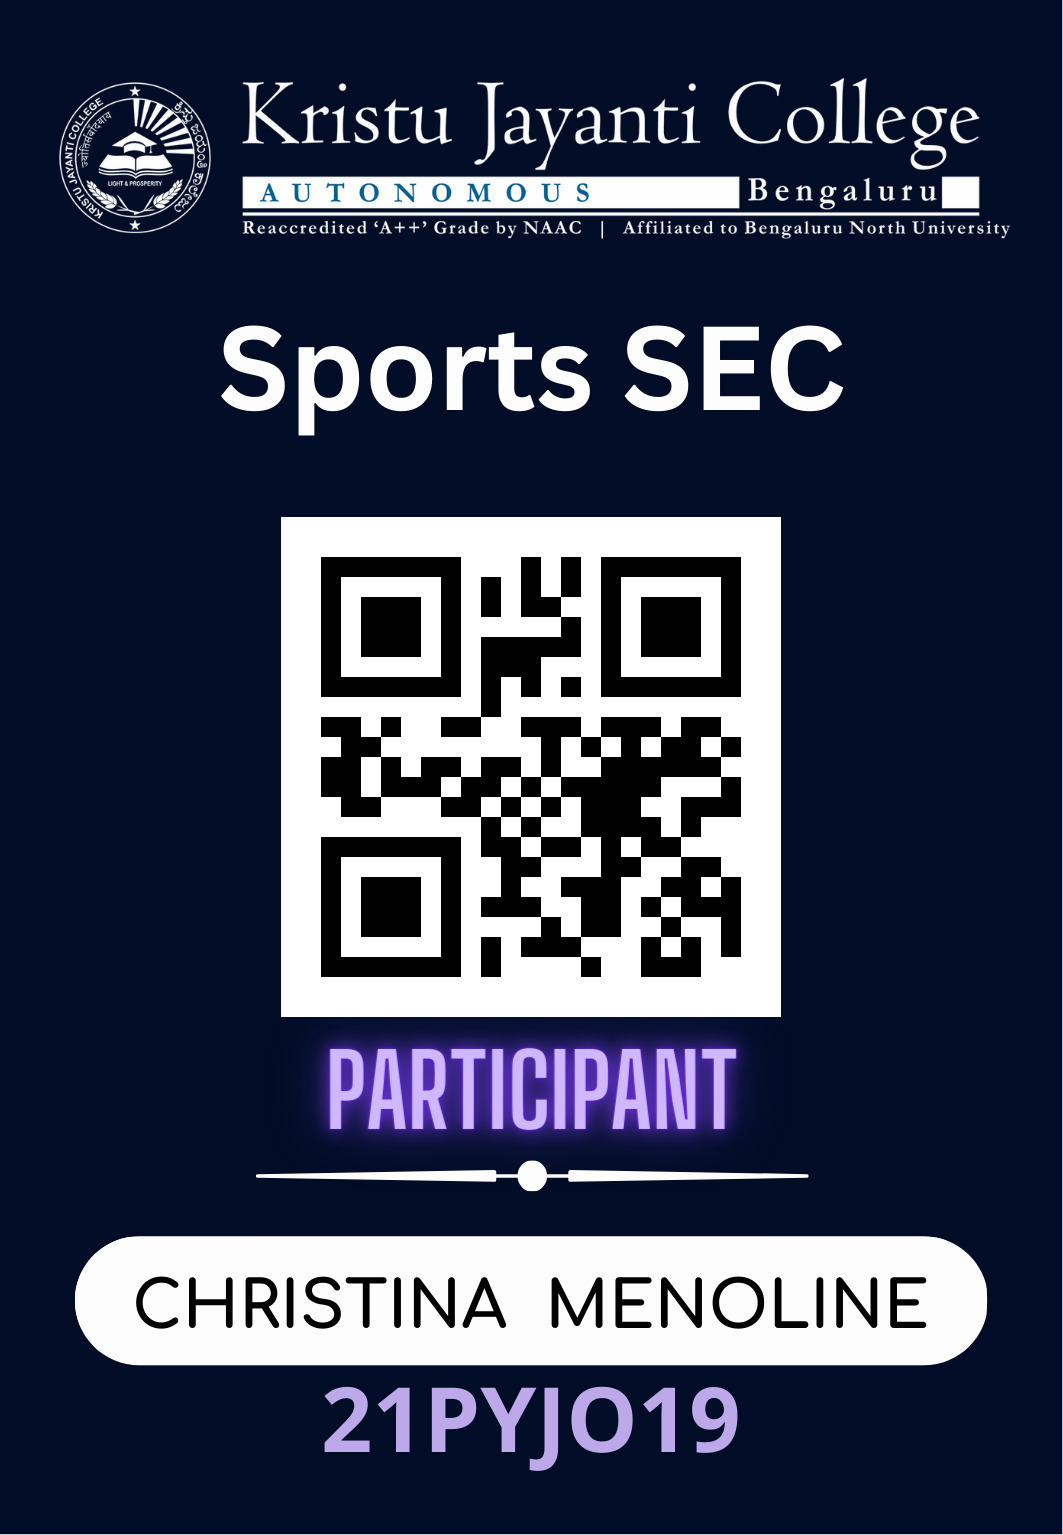 KRISTU JAYANTI COLLEGE
LIGHT & PROSPERITY
Kristu Jayanti College
AUTONOMOUS
Bengaluru
Reaccredited ‘A++’ Grade by NAAC | Affiliated to Bengaluru North University
Sports SEC
PARTICIPANT
CHRISTINA MENOLINE
21PYJO19